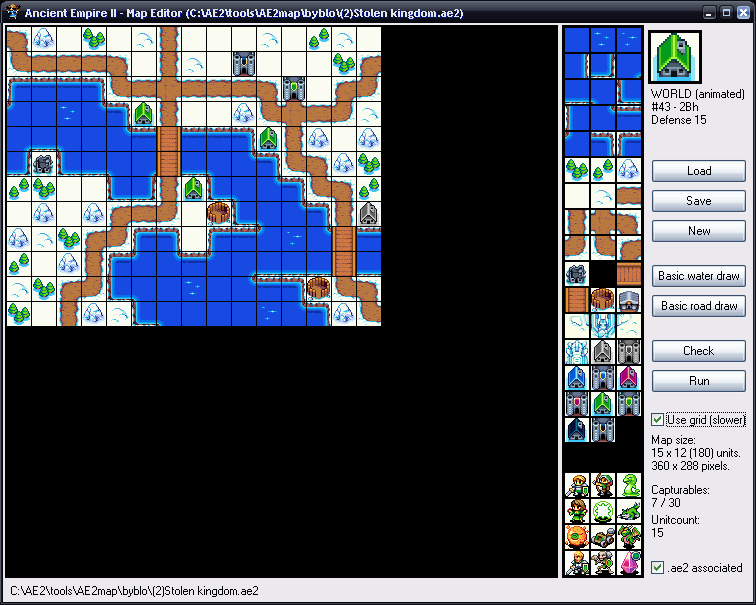 Ancient Empire II - Map Editor (C:\AE2\tools\AE2map\byblo\(2)Stolen kingdom.ae2)
WORLD (animated)
#43 - 2Bh
Defense 15
Load
Save
New
Basic water draw
Basic road draw
Check
Run
Use grid (slower)
Map size:
15 x 12 (180) units.
360 x 288 pixels.
Capturables:
7 / 30
Unitcount:
15
.ae2 associated
C:\AE2\tools\AE2map\byblo\(2)Stolen kingdom.ae2